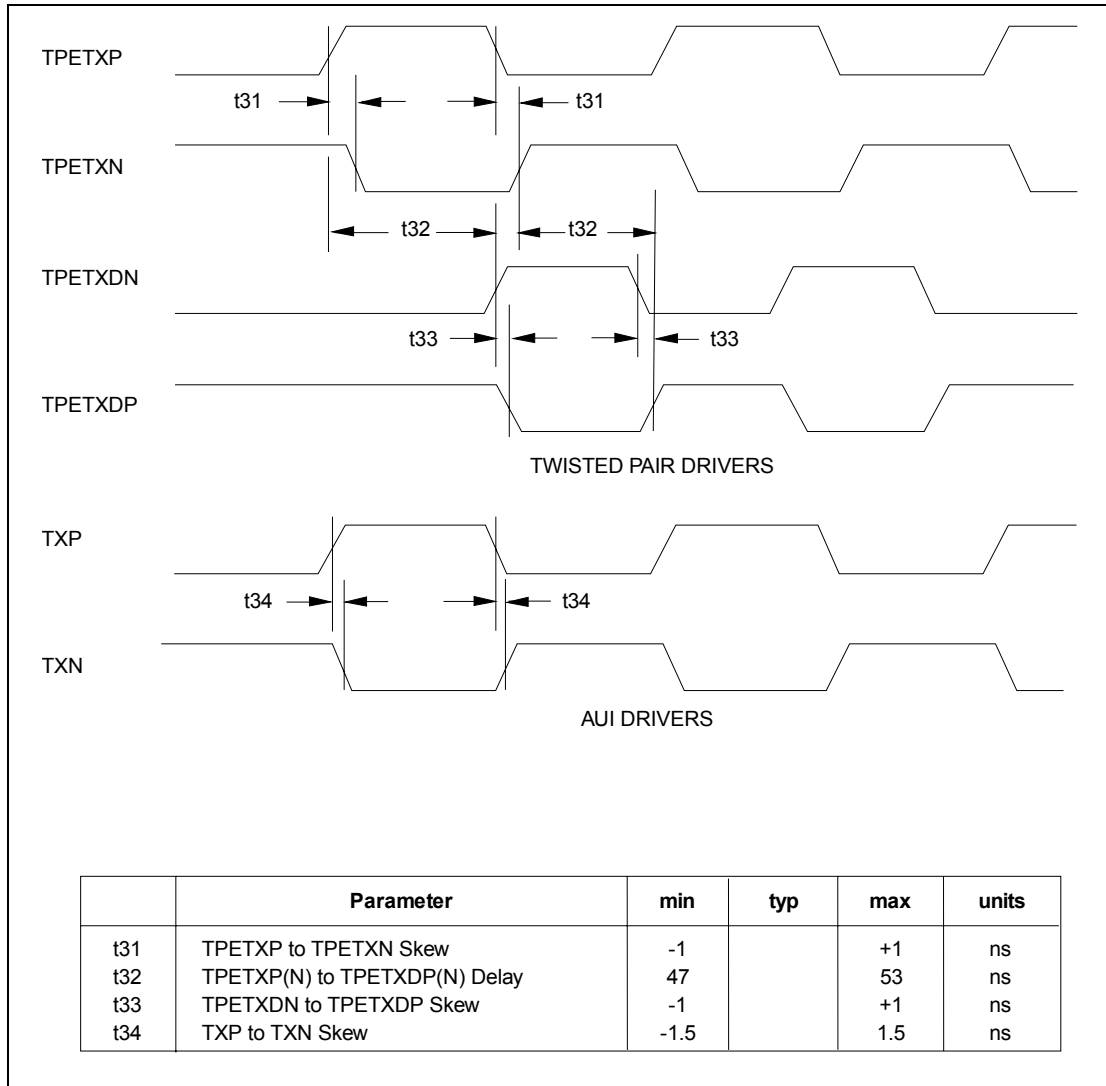 TPETXP
t31 t31
TPETXN
t32 t32
TPETXDN
t33 t33
TPETXDP
TWISTED PAIR DRIVERS
TXP
t34 t34
TXN
AUI DRIVERS
Parameter min typ max units
t31 TPETXP to TPETXN Skew -1 +1 ns
t32 TPETXP(N) to TPETXDP(N) Delay 47 53 ns
t33 TPETXDN to TPETXDP Skew -1 +1 ns
t34 TXP to TXN Skew -1.5 1.5 ns